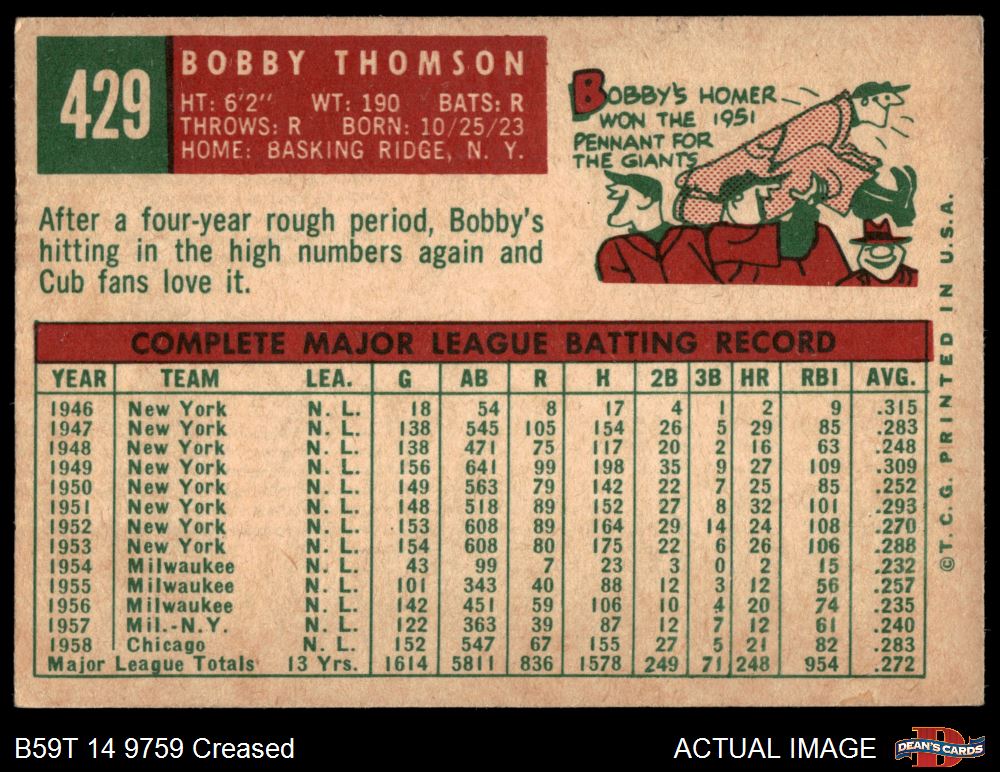 429
BOBBY THOMSON
HT: 6'2" WT: 190 BATS: R
THROWS: R BORN: 10/25/23
HOME: BASKING RIDGE, N. Y.
BOBBY'S HOMER
WON THE 1951
PENNANT FOR
THE GIANTS
After a four-year rough period, Bobby's
hitting in the high numbers again and
Cub fans love it.
COMPLETE MAJOR LEAGUE BATTING RECORD
YEAR TEAM LEA. G AB R H 2B 3B HR RBI AVG.
1946 New York N. L. 18 54 8 17 4 1 2 9 .315
1947 New York N. L. 138 545 105 154 26 5 29 85 .283
1948 New York N. L. 138 471 75 117 20 2 16 63 .248
1949 New York N. L. 156 641 99 198 35 9 27 109 .309
1950 New York N. L. 149 563 79 142 22 7 25 85 .252
1951 New York N. L. 148 518 89 152 27 8 32 101 .293
1952 New York N. L. 153 608 89 164 29 14 24 108 .270
1953 New York N. L. 154 608 80 175 22 6 26 106 .288
1954 Milwaukee N. L. 43 99 7 23 3 0 2 15 .232
1955 Milwaukee N. L. 101 343 40 88 12 3 12 56 .257
1956 Milwaukee N. L. 142 451 59 106 10 4 20 74 .235
1957 Mil.-N.Y. N. L. 122 363 39 87 12 7 12 61 .240
1958 Chicago N. L. 152 547 67 155 27 5 21 82 .283
Major League Totals 13 Yrs. 1614 5811 836 1578 249 71 248 954 .272
©T. C. G. PRINTED IN U.S.A.
B59T 14 9759 Creased
ACTUAL IMAGE
DEAN'S CARDS